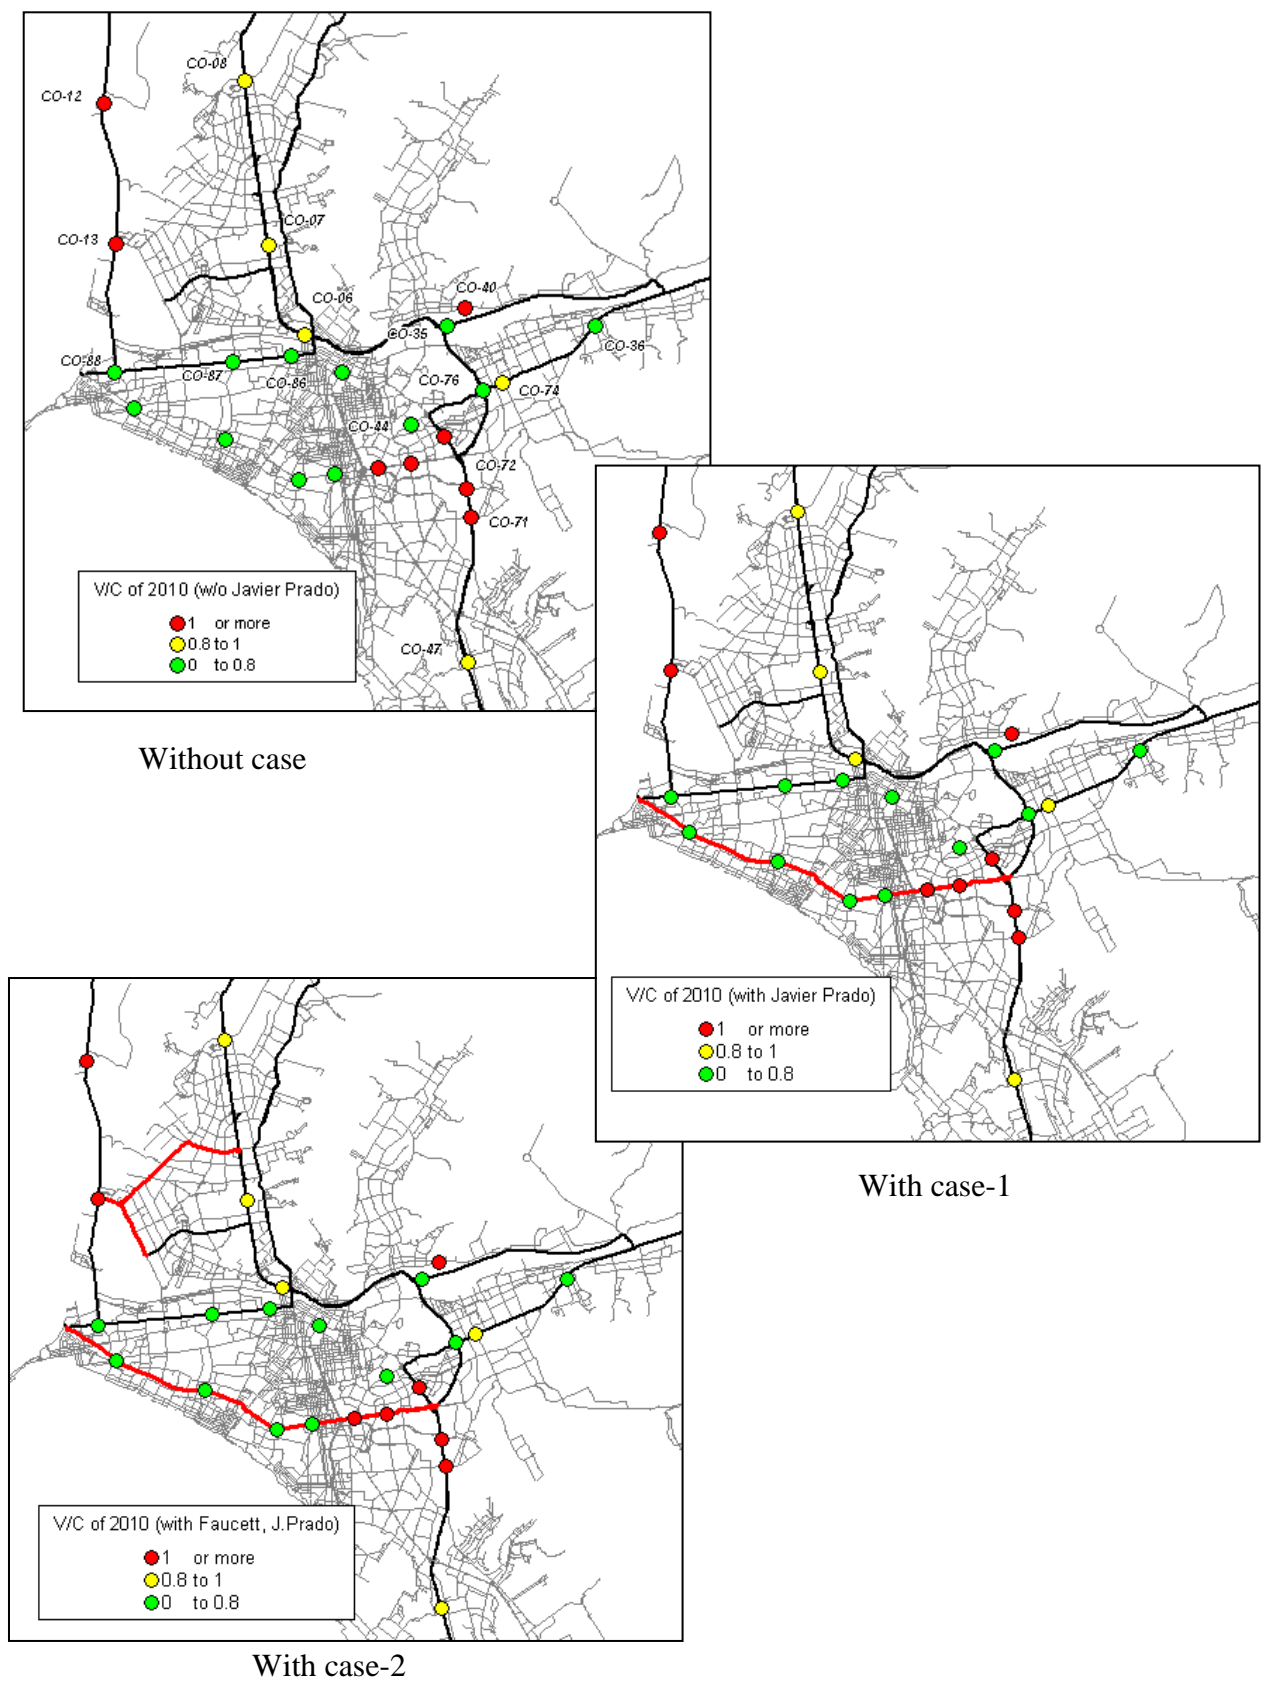 CO-08
CO-12
CO-07
CO-13
CO-40
CO-06
CO-35
CO-36
CO-88
CO-87
CO-86
CO-76
CO-74
CO-44
CO-72
CO-71
V/C of 2010 (w/o Javier Prado)
1 or more
0.8 to 1
0 to 0.8
CO-47
Without case
V/C of 2010 (with Javier Prado)
1 or more
0.8 to 1
0 to 0.8
With case-1
V/C of 2010 (with Faucett, J.Prado)
1 or more
0.8 to 1
0 to 0.8
With case-2